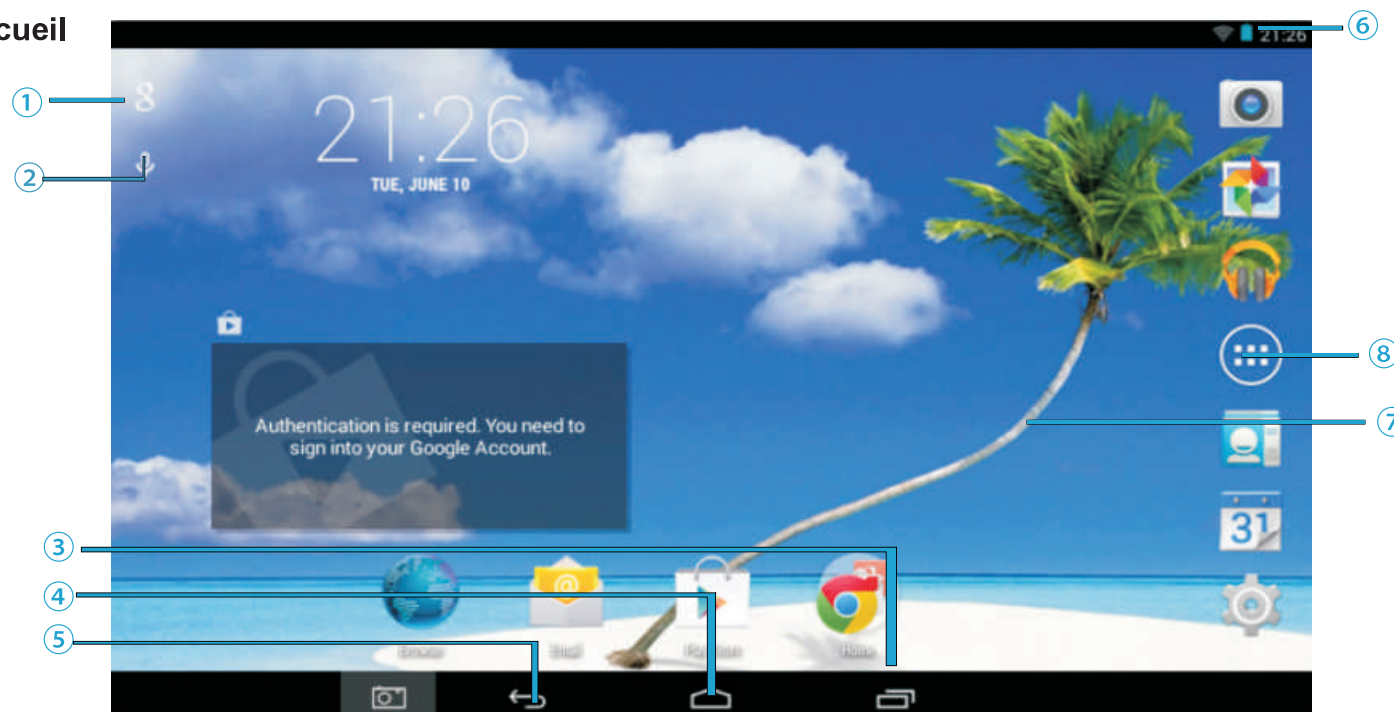 cueil
⑥
21:26
①
②
21:26
TUE, JUNE 10
⑧
Authentication is required. You need to
sign into your Google Account.
⑦
31
③
④
⑤
Email